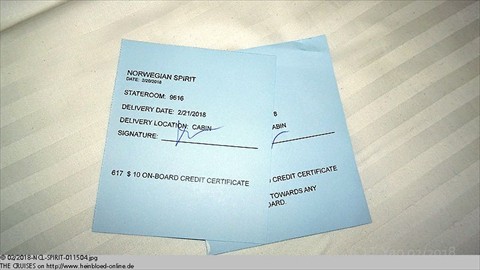 NORWEGIAN SPIRIT
DATE: 2/20/2018
STATEROOM: 9616
DELIVERY DATE: 2/21/2018
DELIVERY LOCATION: CABIN
SIGNATURE:
617 $ 10 ON-BOARD CREDIT CERTIFICATE
8
ABIN
CREDIT CERTIFICATE
TOWARDS ANY
OARD.
© 02/2018-NCL-SPIRIT-011504.jpg
THE CRUISES on http://www.heinbloed-online.de